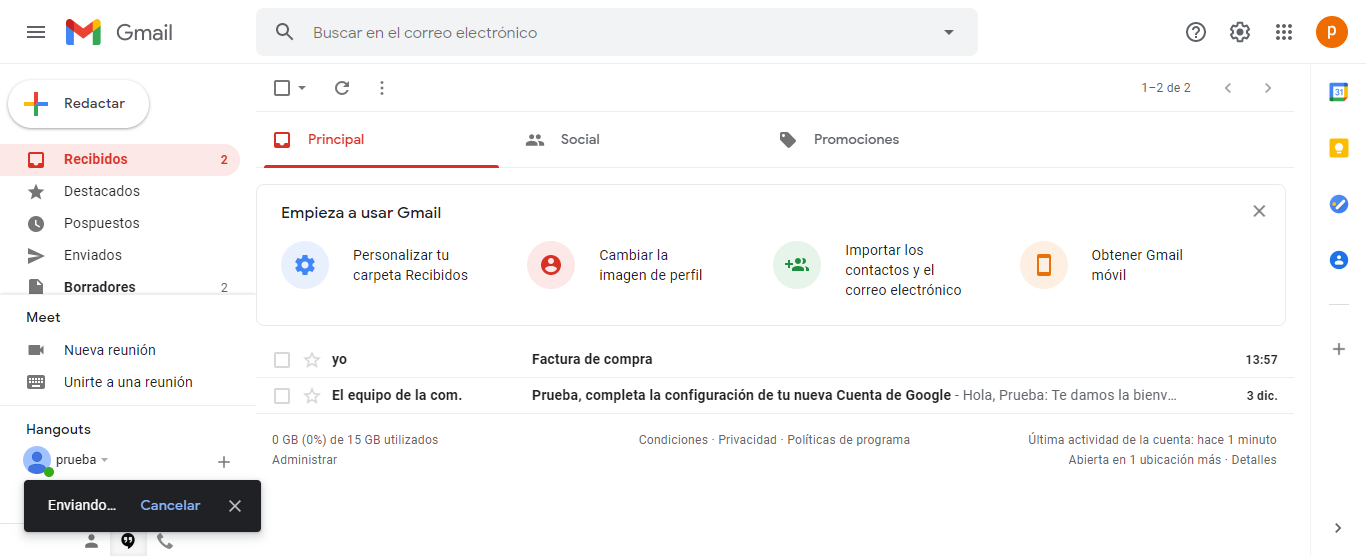 Gmail
Buscar en el correo electrónico
p
Redactar
1–2 de 2
31
Principal
Social
Promociones
Recibidos 2
Destacados
Pospuestos
Enviados
Borradores 2
Empieza a usar Gmail
Personalizar tu
carpeta Recibidos
Cambiar la
imagen de perfil
Importar los
contactos y el
correo electrónico
Obtener Gmail
móvil
Meet
Nueva reunión
Unirte a una reunión
yo Factura de compra 13:57
El equipo de la com. Prueba, completa la configuración de tu nueva Cuenta de Google - Hola, Prueba: Te damos la bienv… 3 dic.
Hangouts
prueba
0 GB (0%) de 15 GB utilizados
Administrar
Condiciones · Privacidad · Políticas de programa
Última actividad de la cuenta: hace 1 minuto
Abierta en 1 ubicación más · Detalles
Enviando... Cancelar